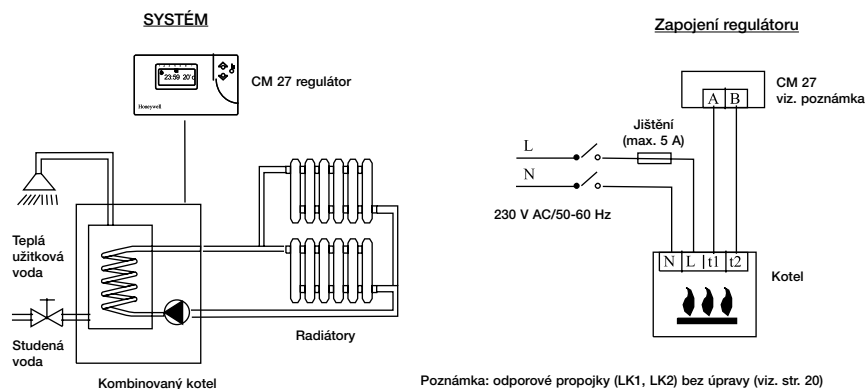 SYSTÉM
23:59 20°c
Honeywell
CM 27 regulátor
Teplá
užitková
voda
Studená
voda
Radiátory
Kombinovaný kotel
Zapojení regulátoru
A B
CM 27
viz. poznámka
Jištění
(max. 5 A)
L
N
230 V AC/50-60 Hz
N L t1 t2
Kotel
Poznámka: odporové propojky (LK1, LK2) bez úpravy (viz. str. 20)